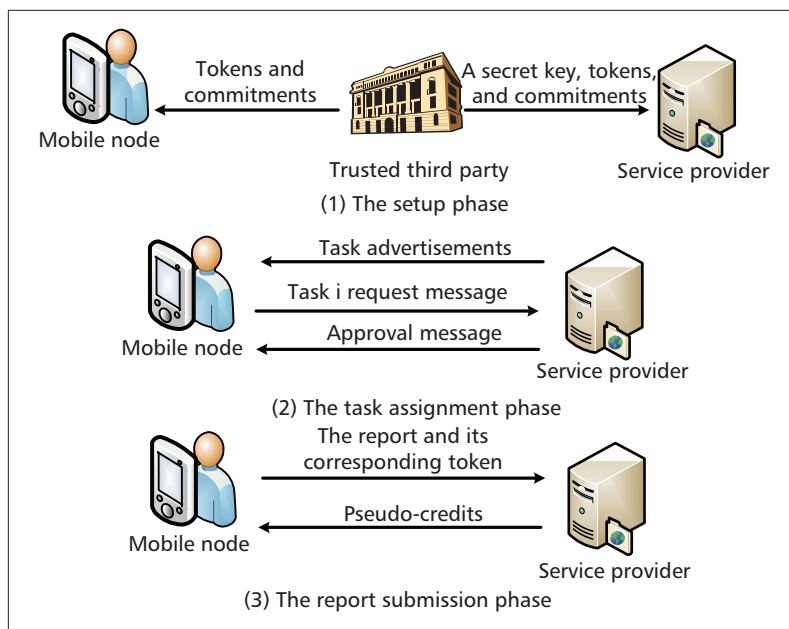 Tokens and
commitments
A secret key, tokens,
and commitments
Mobile node
Trusted third party
Service provider
(1) The setup phase
Task advertisements
Task i request message
Approval message
Mobile node
Service provider
(2) The task assignment phase
The report and its
corresponding token
Pseudo-credits
Mobile node
Service provider
(3) The report submission phase